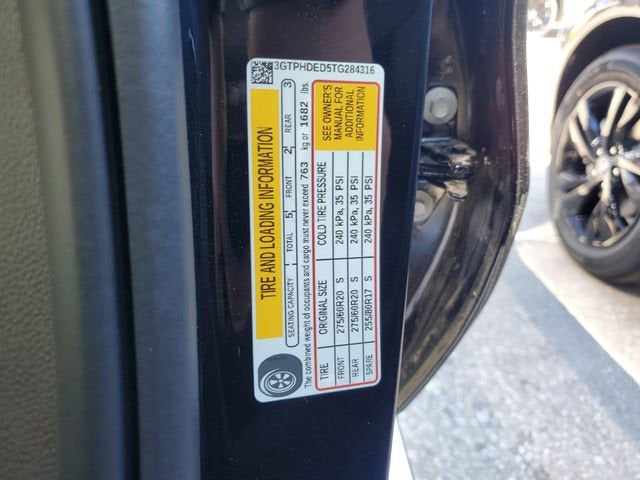 3GTPHDED5TG284316
TIRE AND LOADING INFORMATION
SEATING CAPACITY TOTAL 5 FRONT 2 REAR 3
The combined weight of occupants and cargo must never exceed 763 kg or 1682 lbs.
TIRE ORIGINAL SIZE COLD TIRE PRESSURE
FRONT 275/60R20 S 240 kPa, 35 PSI
REAR 275/60R20 S 240 kPa, 35 PSI
SPARE 255/80R17 S 240 kPa, 35 PSI
SEE OWNER'S
MANUAL FOR
ADDITIONAL
INFORMATION